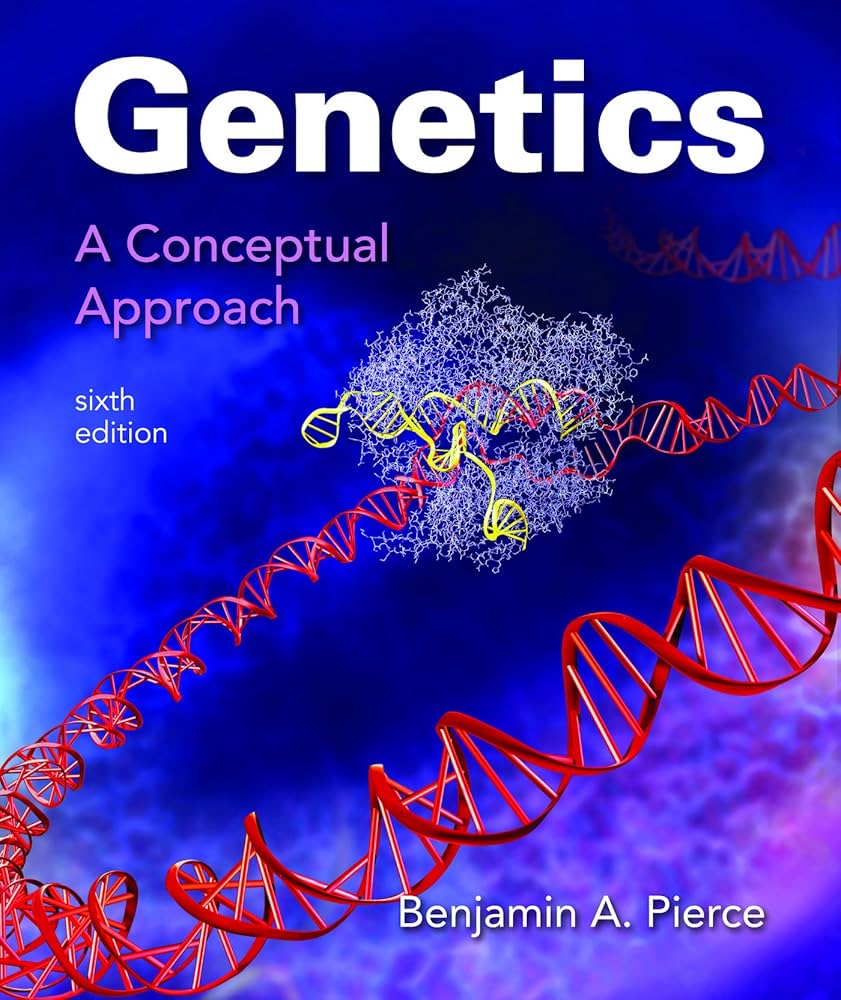 Genetics
A Conceptual
Approach
sixth
edition
Benjamin A. Pierce